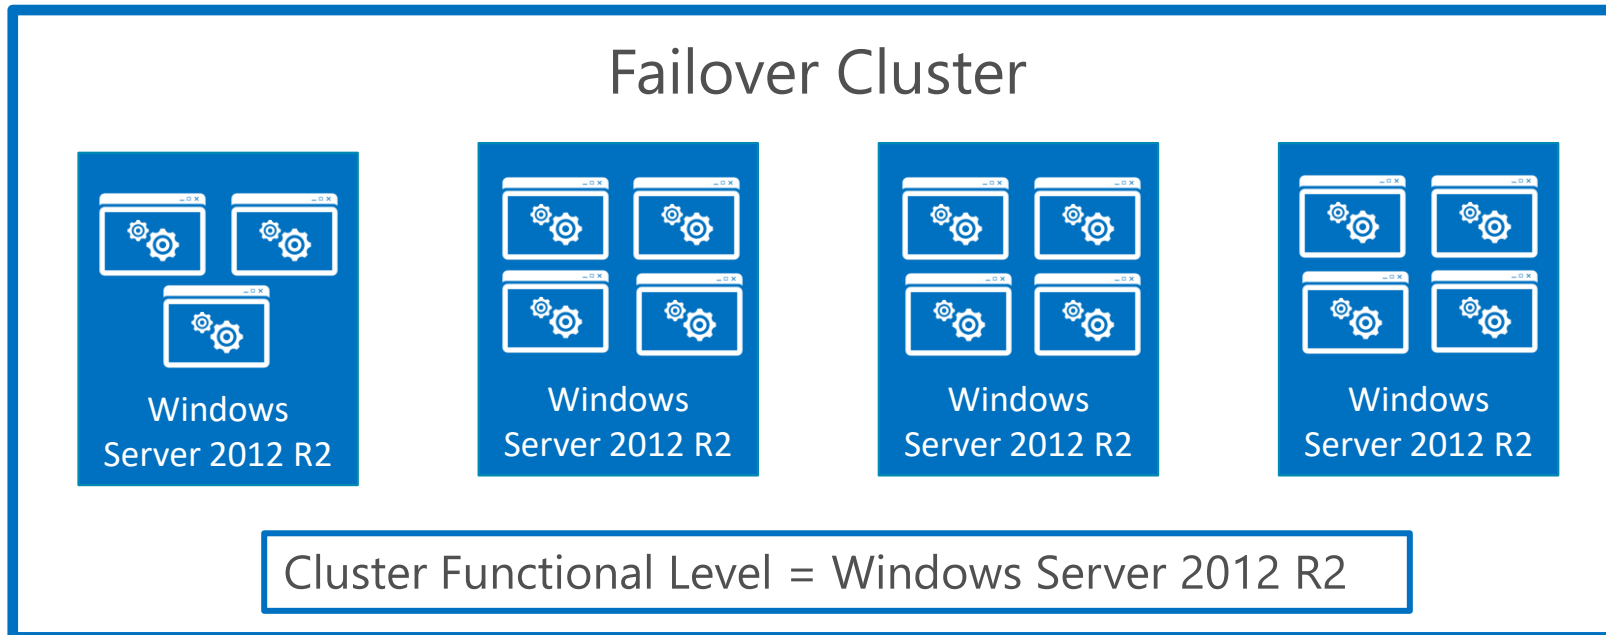 Failover Cluster
Windows
Server 2012 R2
Windows
Server 2012 R2
Windows
Server 2012 R2
Windows
Server 2012 R2
Cluster Functional Level = Windows Server 2012 R2